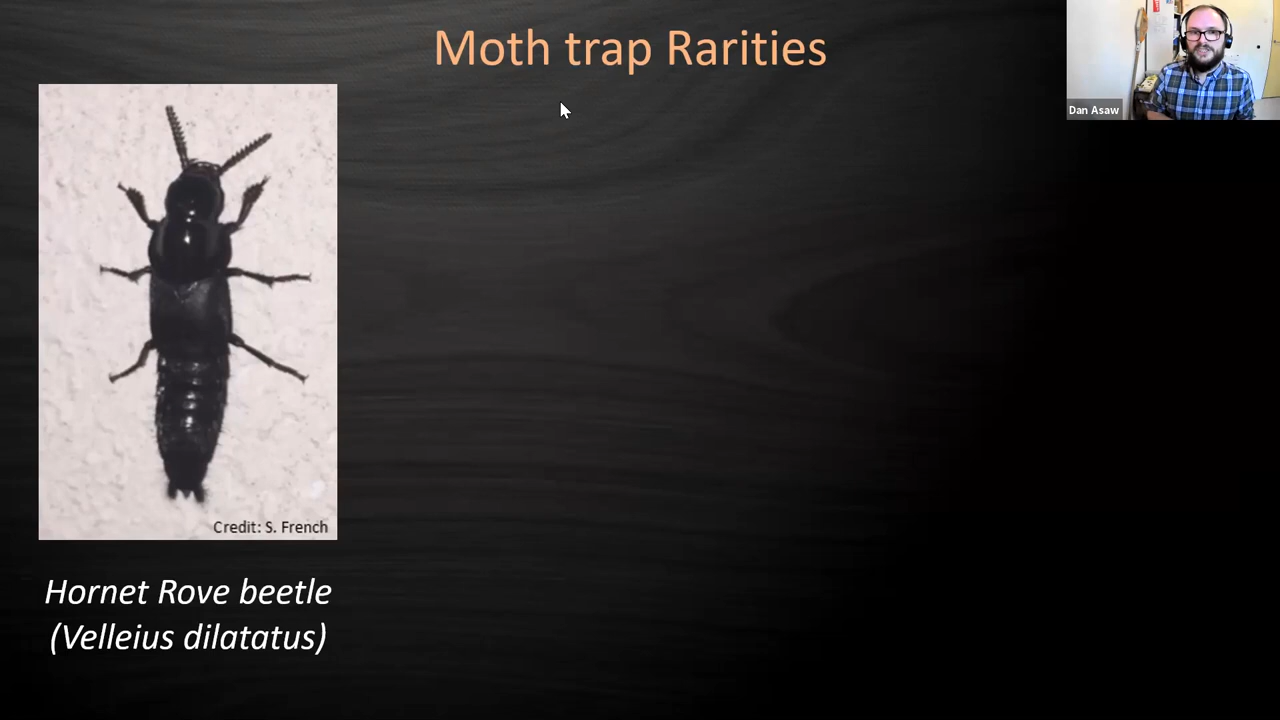 Moth trap Rarities
Dan Asaw
Credit: S. French
Hornet Rove beetle
(Velleius dilatatus)